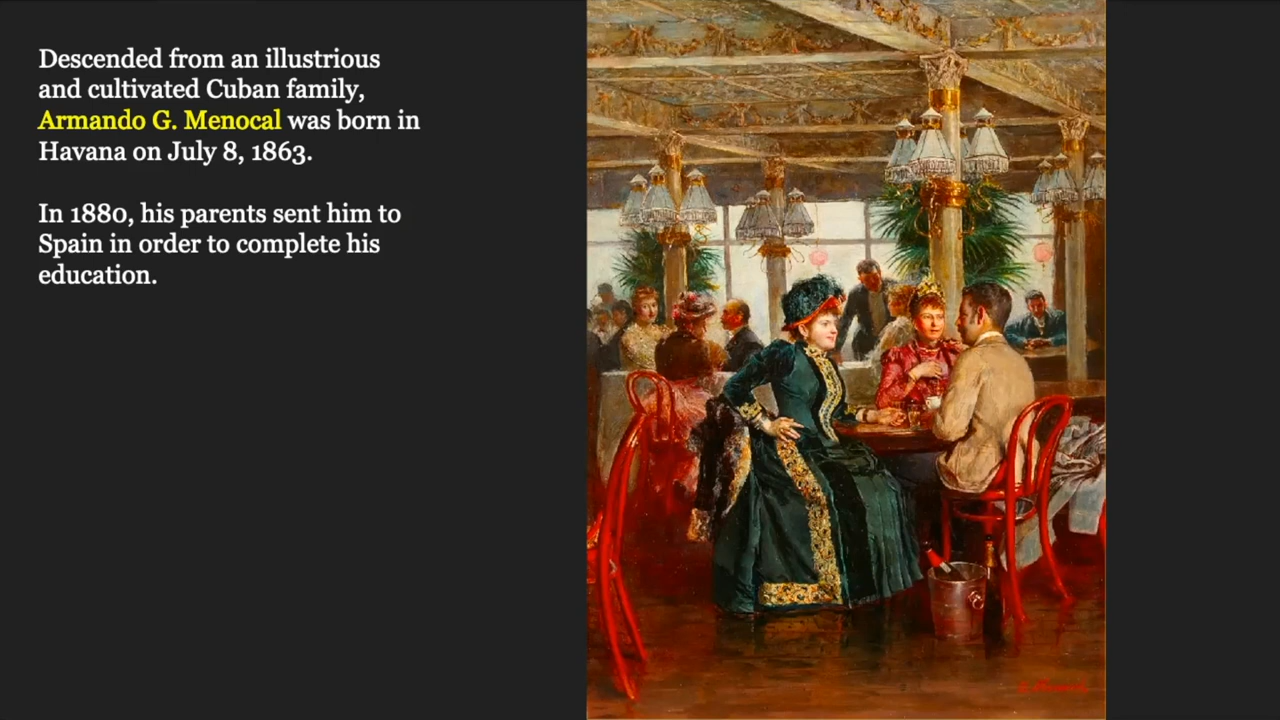 Descended from an illustrious
and cultivated Cuban family,
Armando G. Menocal was born in
Havana on July 8, 1863.
In 1880, his parents sent him to
Spain in order to complete his
education.